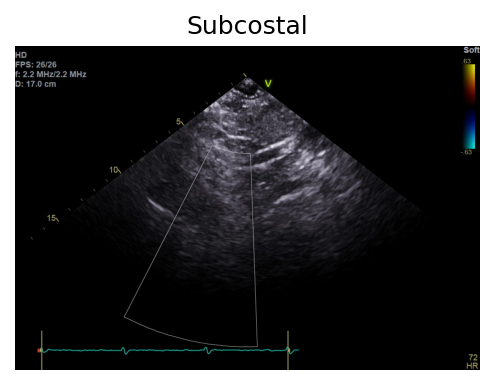 Subcostal
HD
FPS: 26/26
f: 2.2 MHz/2.2 MHz
D: 17.0 cm
V
Soft
63
-.63
5
10
15
72
HR